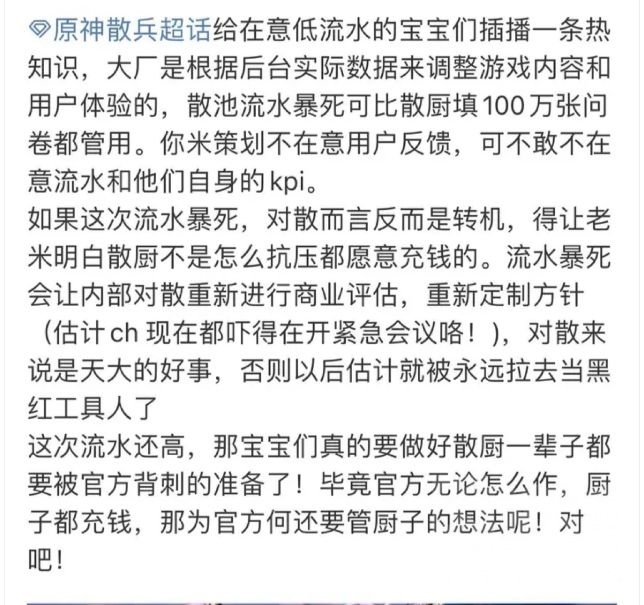 原神散兵超话给在意低流水的宝宝们插播一条热
知识，大厂是根据后台实际数据来调整游戏内容和
用户体验的，散池流水暴死可比散厨填100万张问
卷都管用。你米策划不在意用户反馈，可不敢不在
意流水和他们自身的kpi。
如果这次流水暴死，对散而言反而是转机，得让老
米明白散厨不是怎么抗压都愿意充钱的。流水暴死
会让内部对散重新进行商业评估，重新定制方针
（估计ch 现在都吓得在开紧急会议咯！)，对散来
说是天大的好事，否则以后估计就被永远拉去当黑
红工具人了
这次流水还高，那宝宝们真的要做好散厨一辈子都
要被官方背刺的准备了！毕竟官方无论怎么作，厨
子都充钱，那为官方何还要管厨子的想法呢！对
吧！